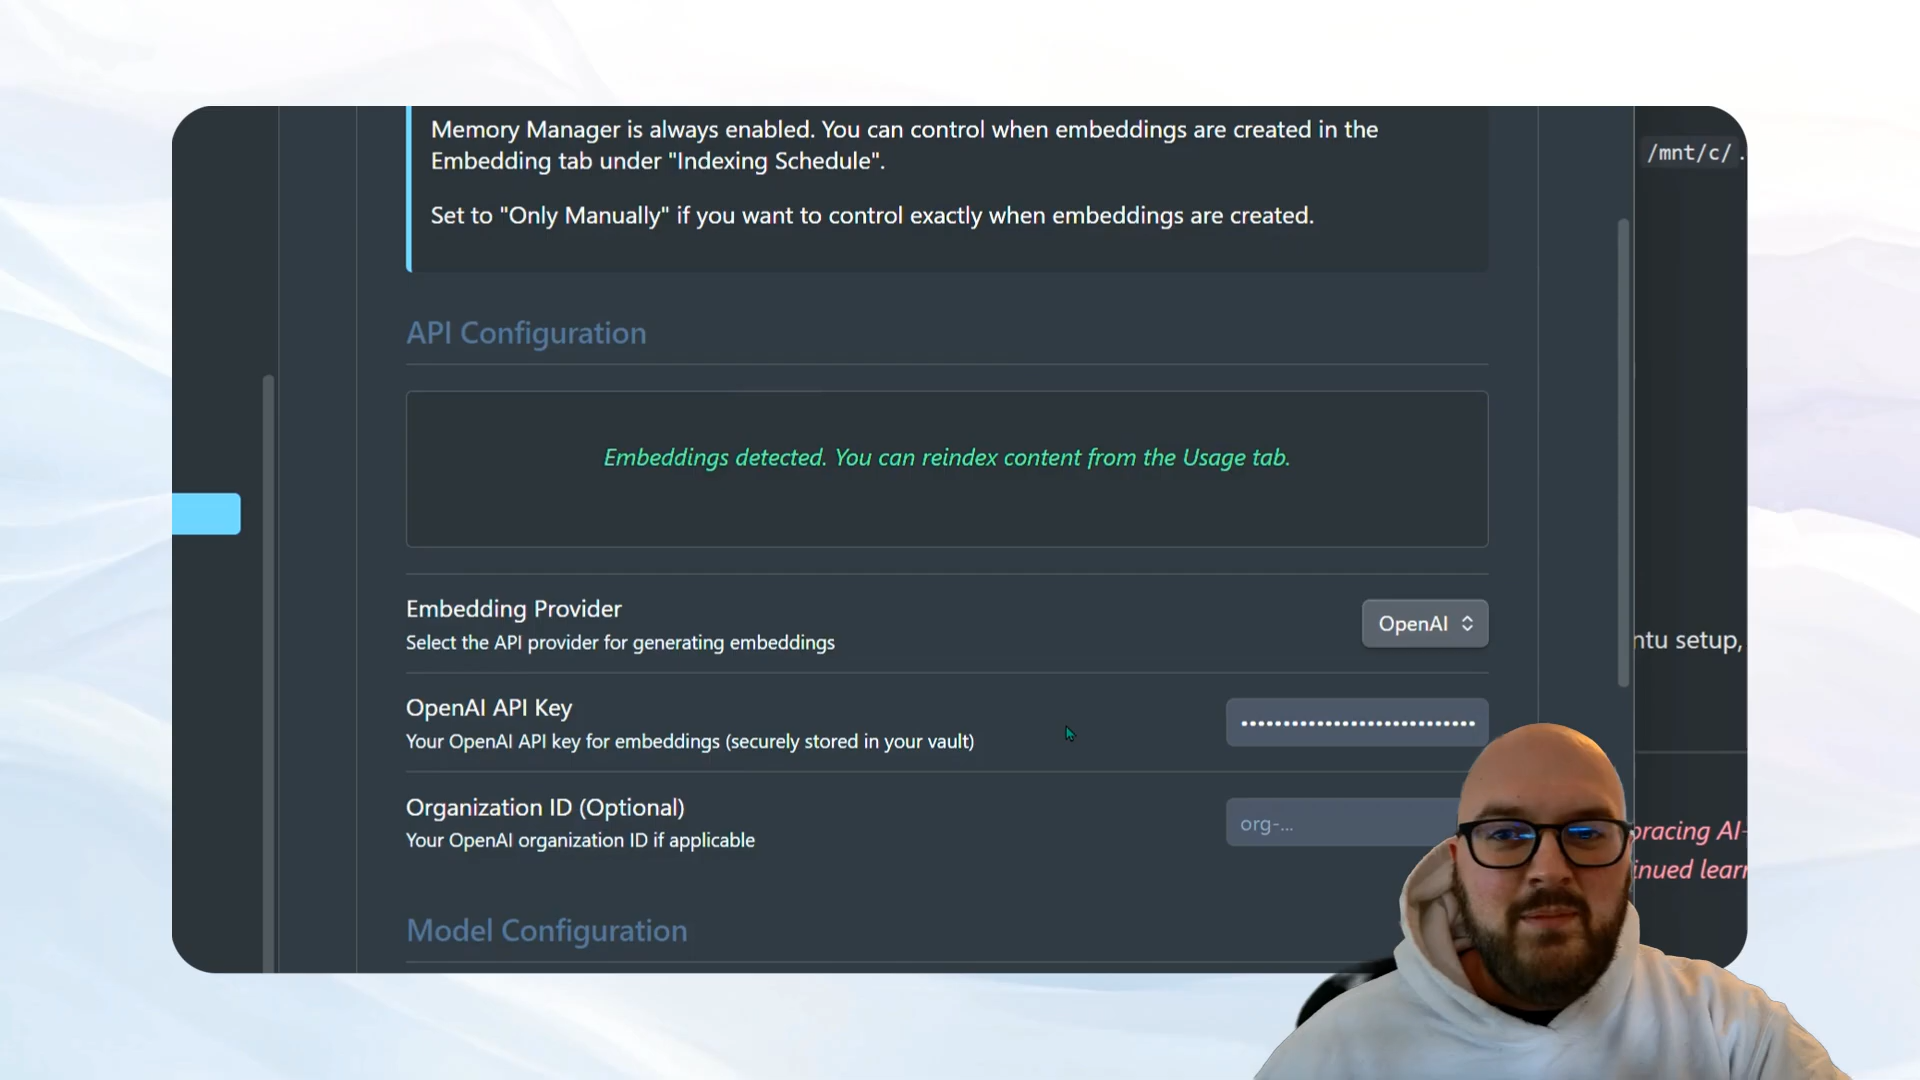 Memory Manager is always enabled. You can control when embeddings are created in the
Embedding tab under "Indexing Schedule".
Set to "Only Manually" if you want to control exactly when embeddings are created.
/mnt/c/.
API Configuration
Embeddings detected. You can reindex content from the Usage tab.
Embedding Provider
Select the API provider for generating embeddings
OpenAI
ntu setup,
OpenAI API Key
Your OpenAI API key for embeddings (securely stored in your vault)
••••••••••••••••••••••••••••
Organization ID (Optional)
Your OpenAI organization ID if applicable
org-...
bracing AI-
inued learn
Model Configuration